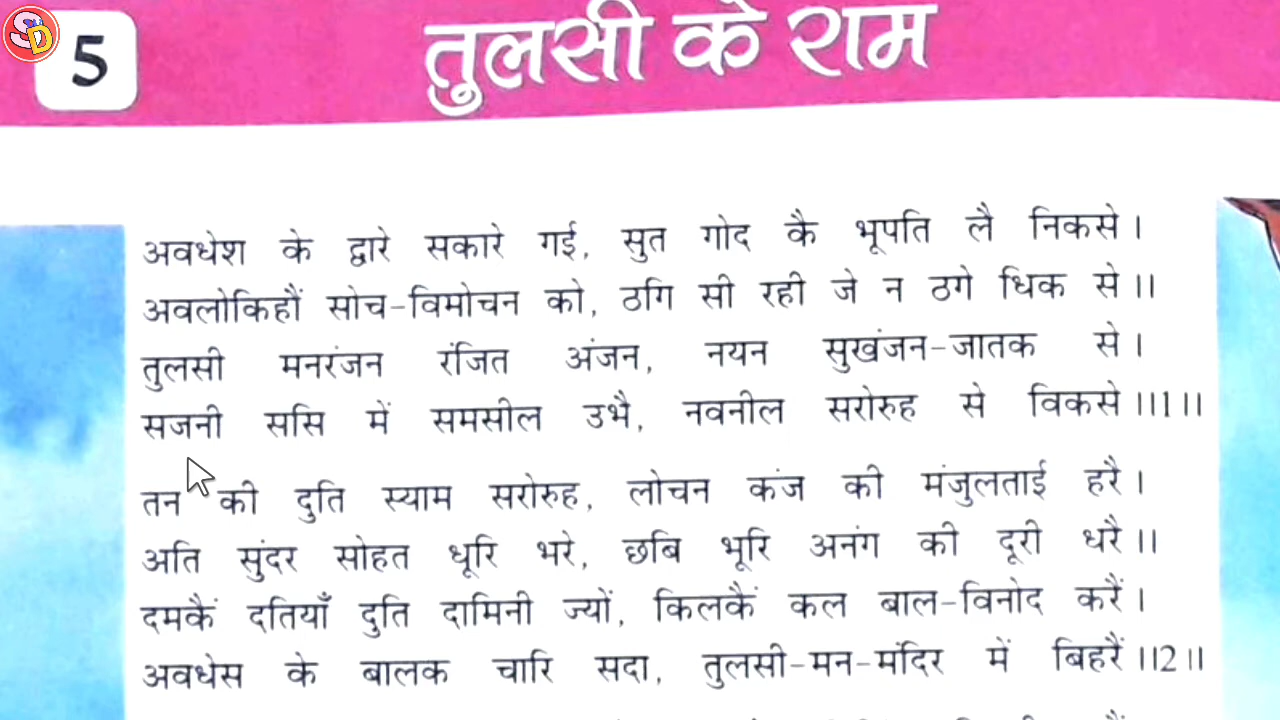 SD
5
तुलसी के राम
अवधेश के द्वारे सकारे गई, सुत गोद कै भूपति लै निकसे।
अवलोकिहौं सोच-विमोचन को, ठगि सी रही जे न ठगे धिक से।।
तुलसी मनरंजन रंजित अंजन, नयन सुखंजन-जातक से।
सजनी ससि में समसील उभै, नवनील सरोरुह से विकसे।।1।।
तन की दुति स्याम सरोरुह, लोचन कंज की मंजुलताई हरै।
अति सुंदर सोहत धूरि भरे, छबि भूरि अनंग की दूरी धरै।।
दमकैं दतियाँ दुति दामिनी ज्यों, किलकैं कल बाल-विनोद करैं।
अवधेस के बालक चारि सदा, तुलसी-मन-मंदिर में बिहरैं।।2।।